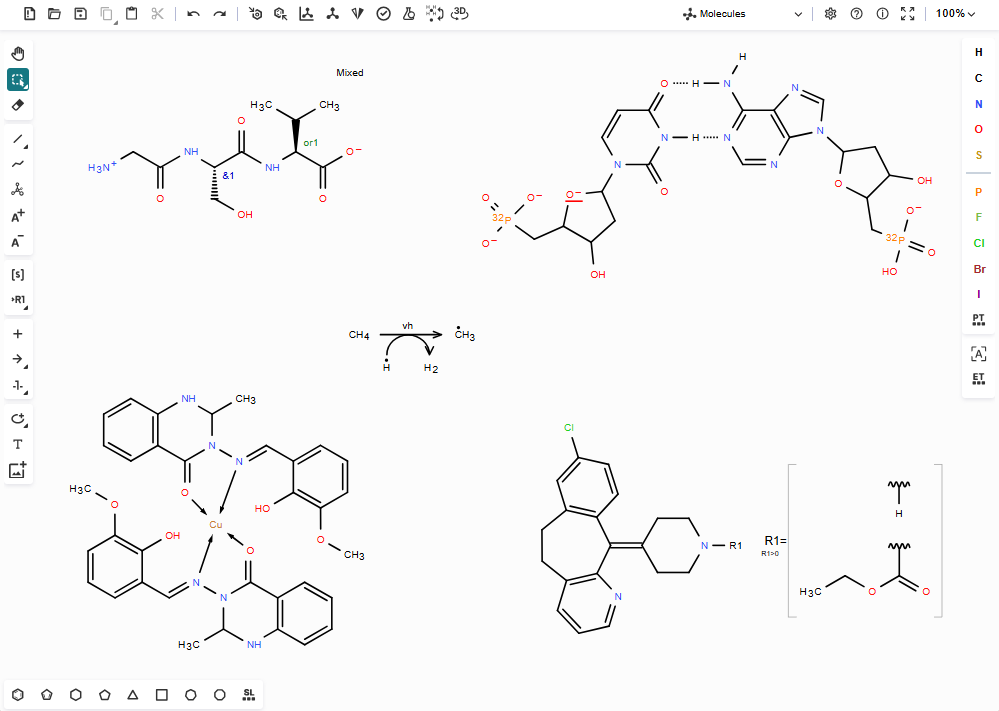 3D
Molecules
100%
H
C
N
O
S
P
F
Cl
Br
I
PT
[A]
ET
A+
A-
[s]
R1
T
Mixed
H3C
CH3
or1
O
O-
NH
NH
H3N+
&1
O
O
OH
H
O
H
N
N
N
N
H
N
N
N
N
O
O
OH
O-
O-
O
32P
O-
O-
OH
32P
O
HO
CH4
vh
ĊH3
Ḣ
H2
NH
CH3
N
N
O
HO
O
CH3
H3C
O
OH
Cu
O
N
N
H3C
NH
Cl
N
R1
N
R1=
R1>0
H
H3C
O
O
SL